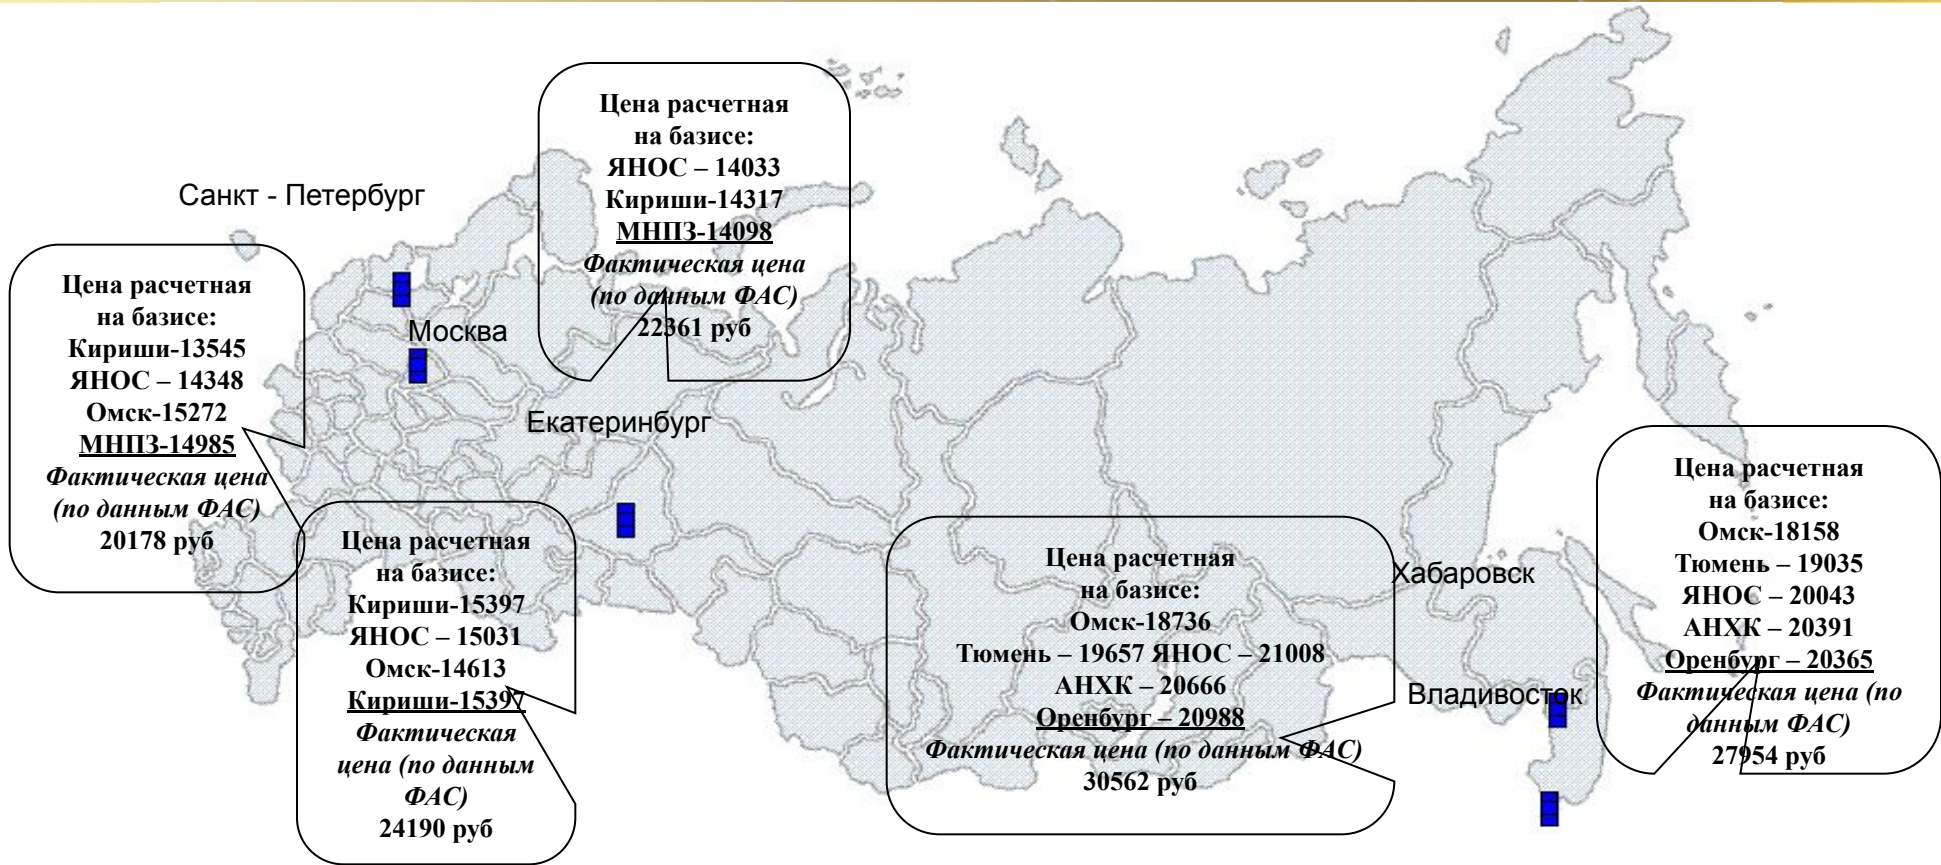 Цена расчетная
на базисе:
ЯНОС – 14033
Кириши-14317
МНПЗ-14098
Фактическая цена
(по данным ФАС)
22361 руб
Санкт - Петербург
Цена расчетная
на базисе:
Кириши-13545
ЯНОС – 14348
Омск-15272
МНПЗ-14985
Фактическая цена
(по данным ФАС)
20178 руб
Москва
Екатеринбург
Цена расчетная
на базисе:
Кириши-15397
ЯНОС – 15031
Омск-14613
Кириши-15397
Фактическая
цена (по данным
ФАС)
24190 руб
Цена расчетная
на базисе:
Омск-18736
Тюмень – 19657 ЯНОС – 21008
АНХК – 20666
Оренбург – 20988
Фактическая цена (по данным ФАС)
30562 руб
Хабаровск
Владивосток
Цена расчетная
на базисе:
Омск-18158
Тюмень – 19035
ЯНОС – 20043
АНХК – 20391
Оренбург – 20365
Фактическая цена (по
данным ФАС)
27954 руб